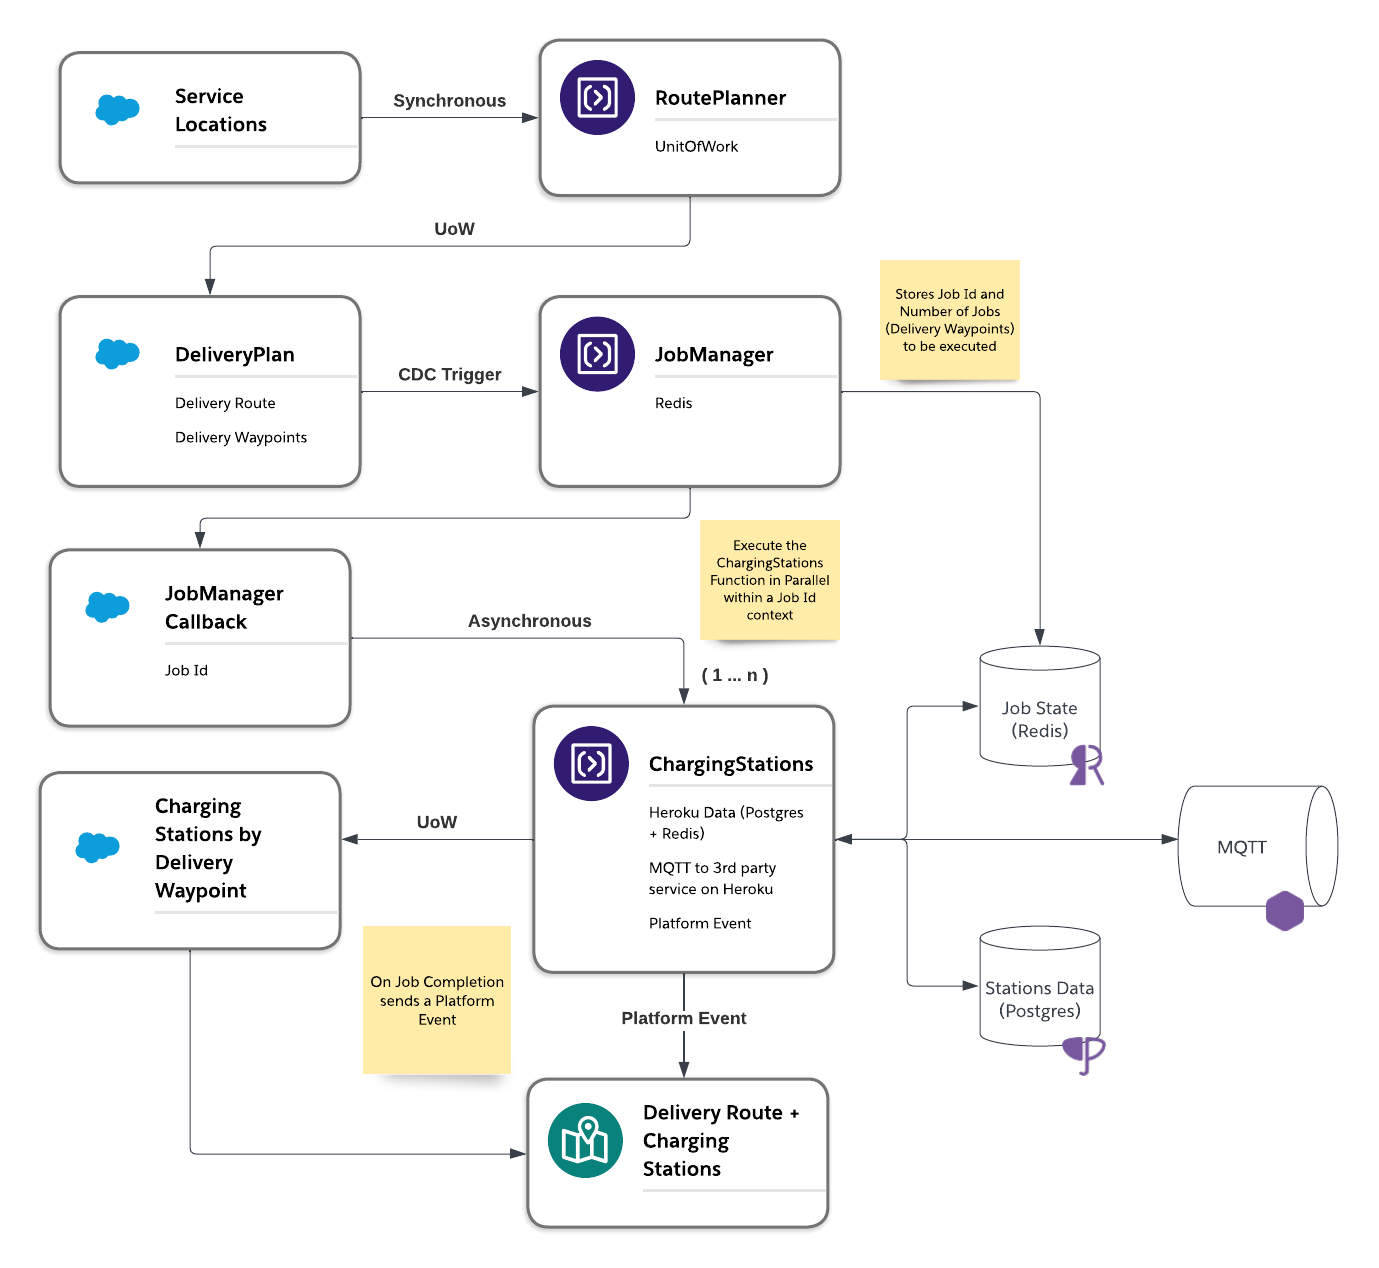 Service
Locations
Synchronous
RoutePlanner
UnitOfWork
UoW
DeliveryPlan
Delivery Route
Delivery Waypoints
CDC Trigger
JobManager
Redis
Stores Job Id and
Number of Jobs
(Delivery Waypoints)
to be executed
JobManager
Callback
Job Id
Asynchronous
Execute the
ChargingStations
Function in Parallel
within a Job Id
context
( 1 ... n )
ChargingStations
Heroku Data (Postgres
+ Redis)
MQTT to 3rd party
service on Heroku
Platform Event
Job State
(Redis)
MQTT
Stations Data
(Postgres)
UoW
Charging
Stations by
Delivery
Waypoint
On Job Completion
sends a Platform
Event
Platform Event
Delivery Route +
Charging
Stations